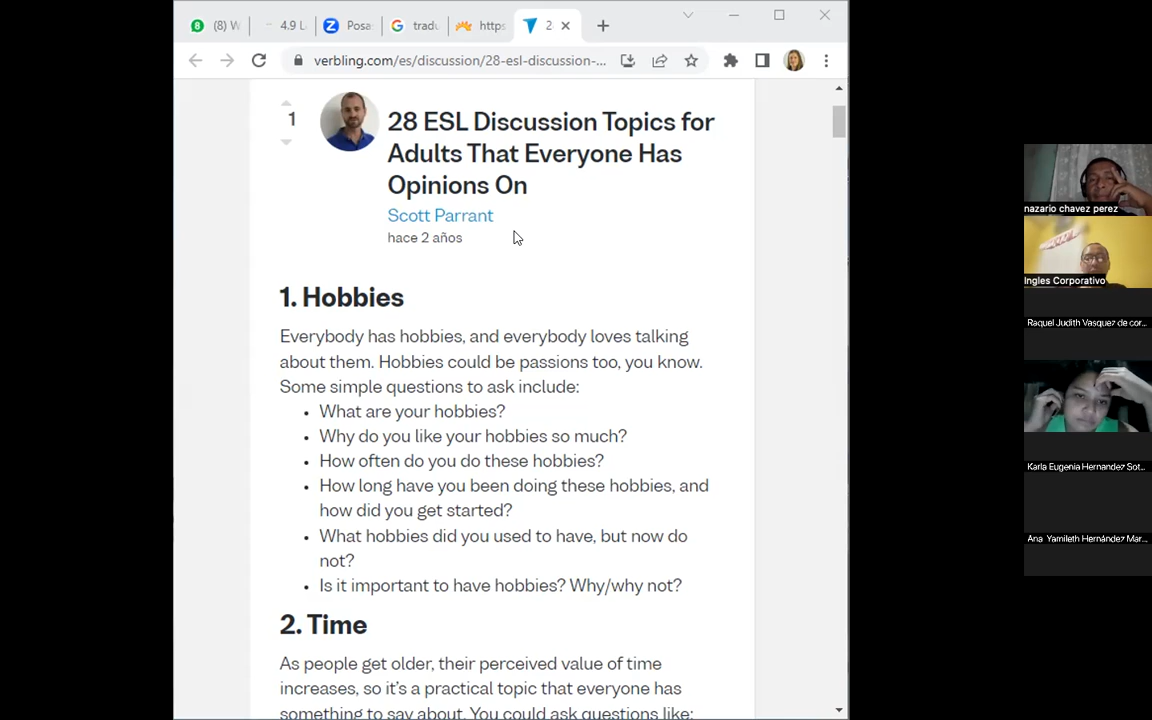 (8) W
4.9 L
Posa
tradu
https
2
verbling.com/es/discussion/28-esl-discussion-...
1
28 ESL Discussion Topics for
Adults That Everyone Has
Opinions On
Scott Parrant
hace 2 años
1. Hobbies
Everybody has hobbies, and everybody loves talking
about them. Hobbies could be passions too, you know.
Some simple questions to ask include:
• What are your hobbies?
• Why do you like your hobbies so much?
• How often do you do these hobbies?
• How long have you been doing these hobbies, and
how did you get started?
• What hobbies did you used to have, but now do
not?
• Is it important to have hobbies? Why/why not?
2. Time
As people get older, their perceived value of time
increases, so it's a practical topic that everyone has
something to say about. You could ask questions like:
nazario chavez perez
Ingles Corporativo
Raquel Judith Vasquez de cor...
Karla Eugenia Hernandez Sot...
Ana Yamileth Hernández Mar...